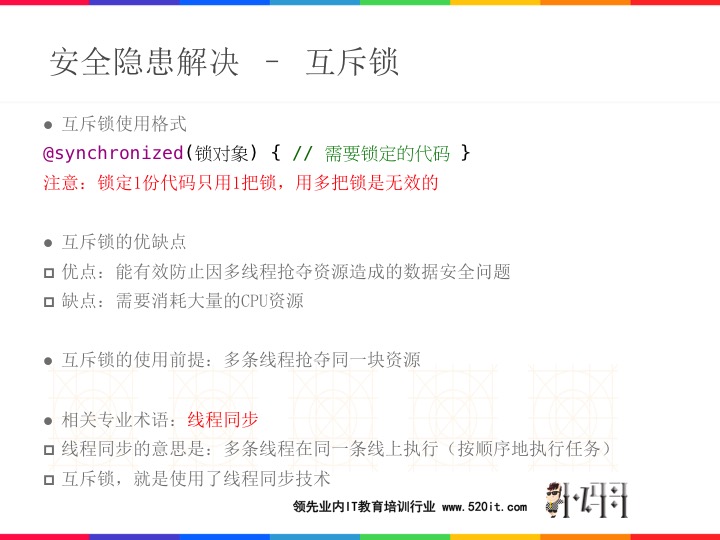 安全隐患解决 – 互斥锁
● 互斥锁使用格式
@synchronized(锁对象) { // 需要锁定的代码 }
注意：锁定1份代码只用1把锁，用多把锁是无效的
● 互斥锁的优缺点
优点：能有效防止因多线程抢夺资源造成的数据安全问题
缺点：需要消耗大量的CPU资源
● 互斥锁的使用前提：多条线程抢夺同一块资源
● 相关专业术语：线程同步
线程同步的意思是：多条线程在同一条线上执行（按顺序地执行任务）
互斥锁，就是使用了线程同步技术
领先业内IT教育培训行业 www.520it.com
小码哥